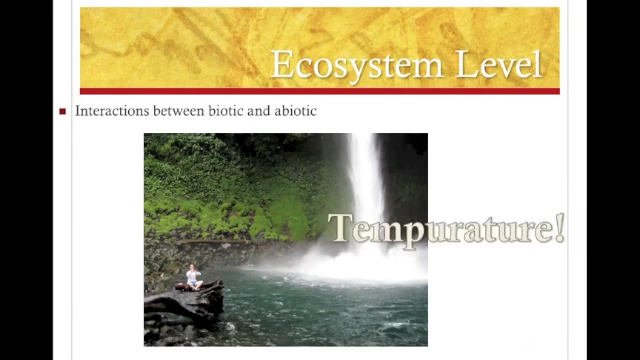 Ecosystem Level
Interactions between biotic and abiotic
Tempurature!